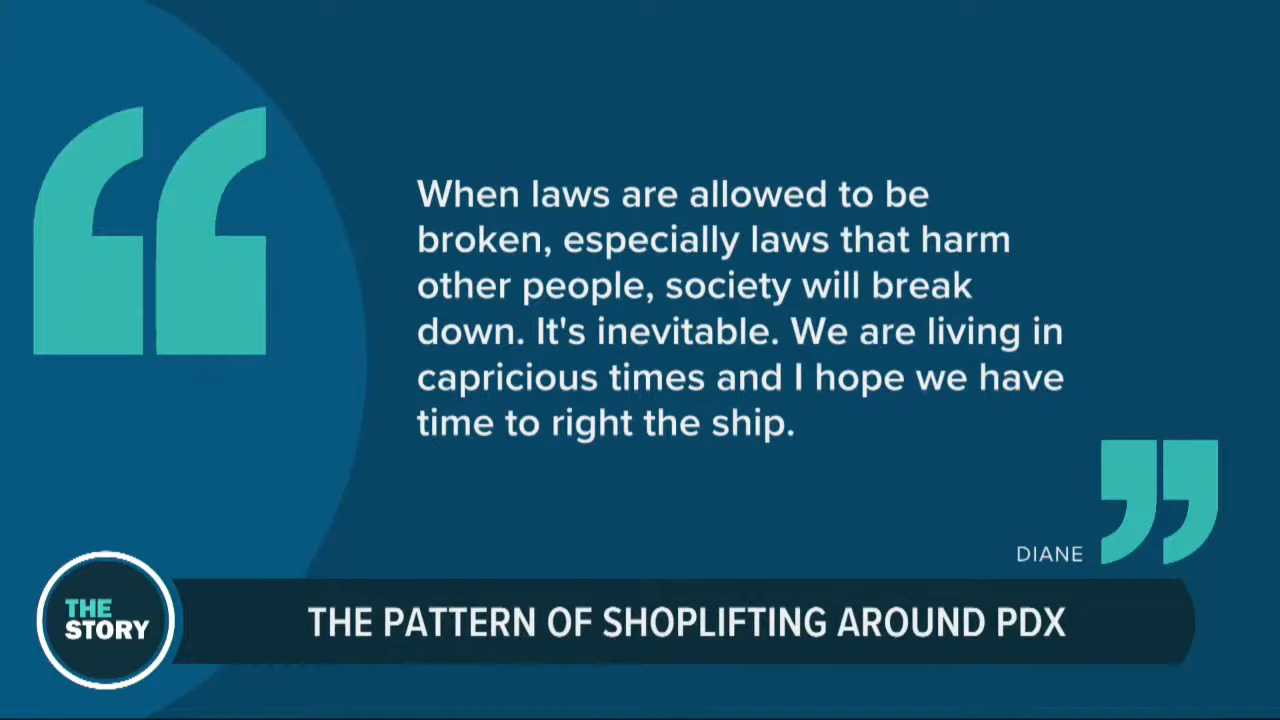 When laws are allowed to be
broken, especially laws that harm
other people, society will break
down. It's inevitable. We are living in
capricious times and I hope we have
time to right the ship.
DIANE
THE
STORY
THE PATTERN OF SHOPLIFTING AROUND PDX